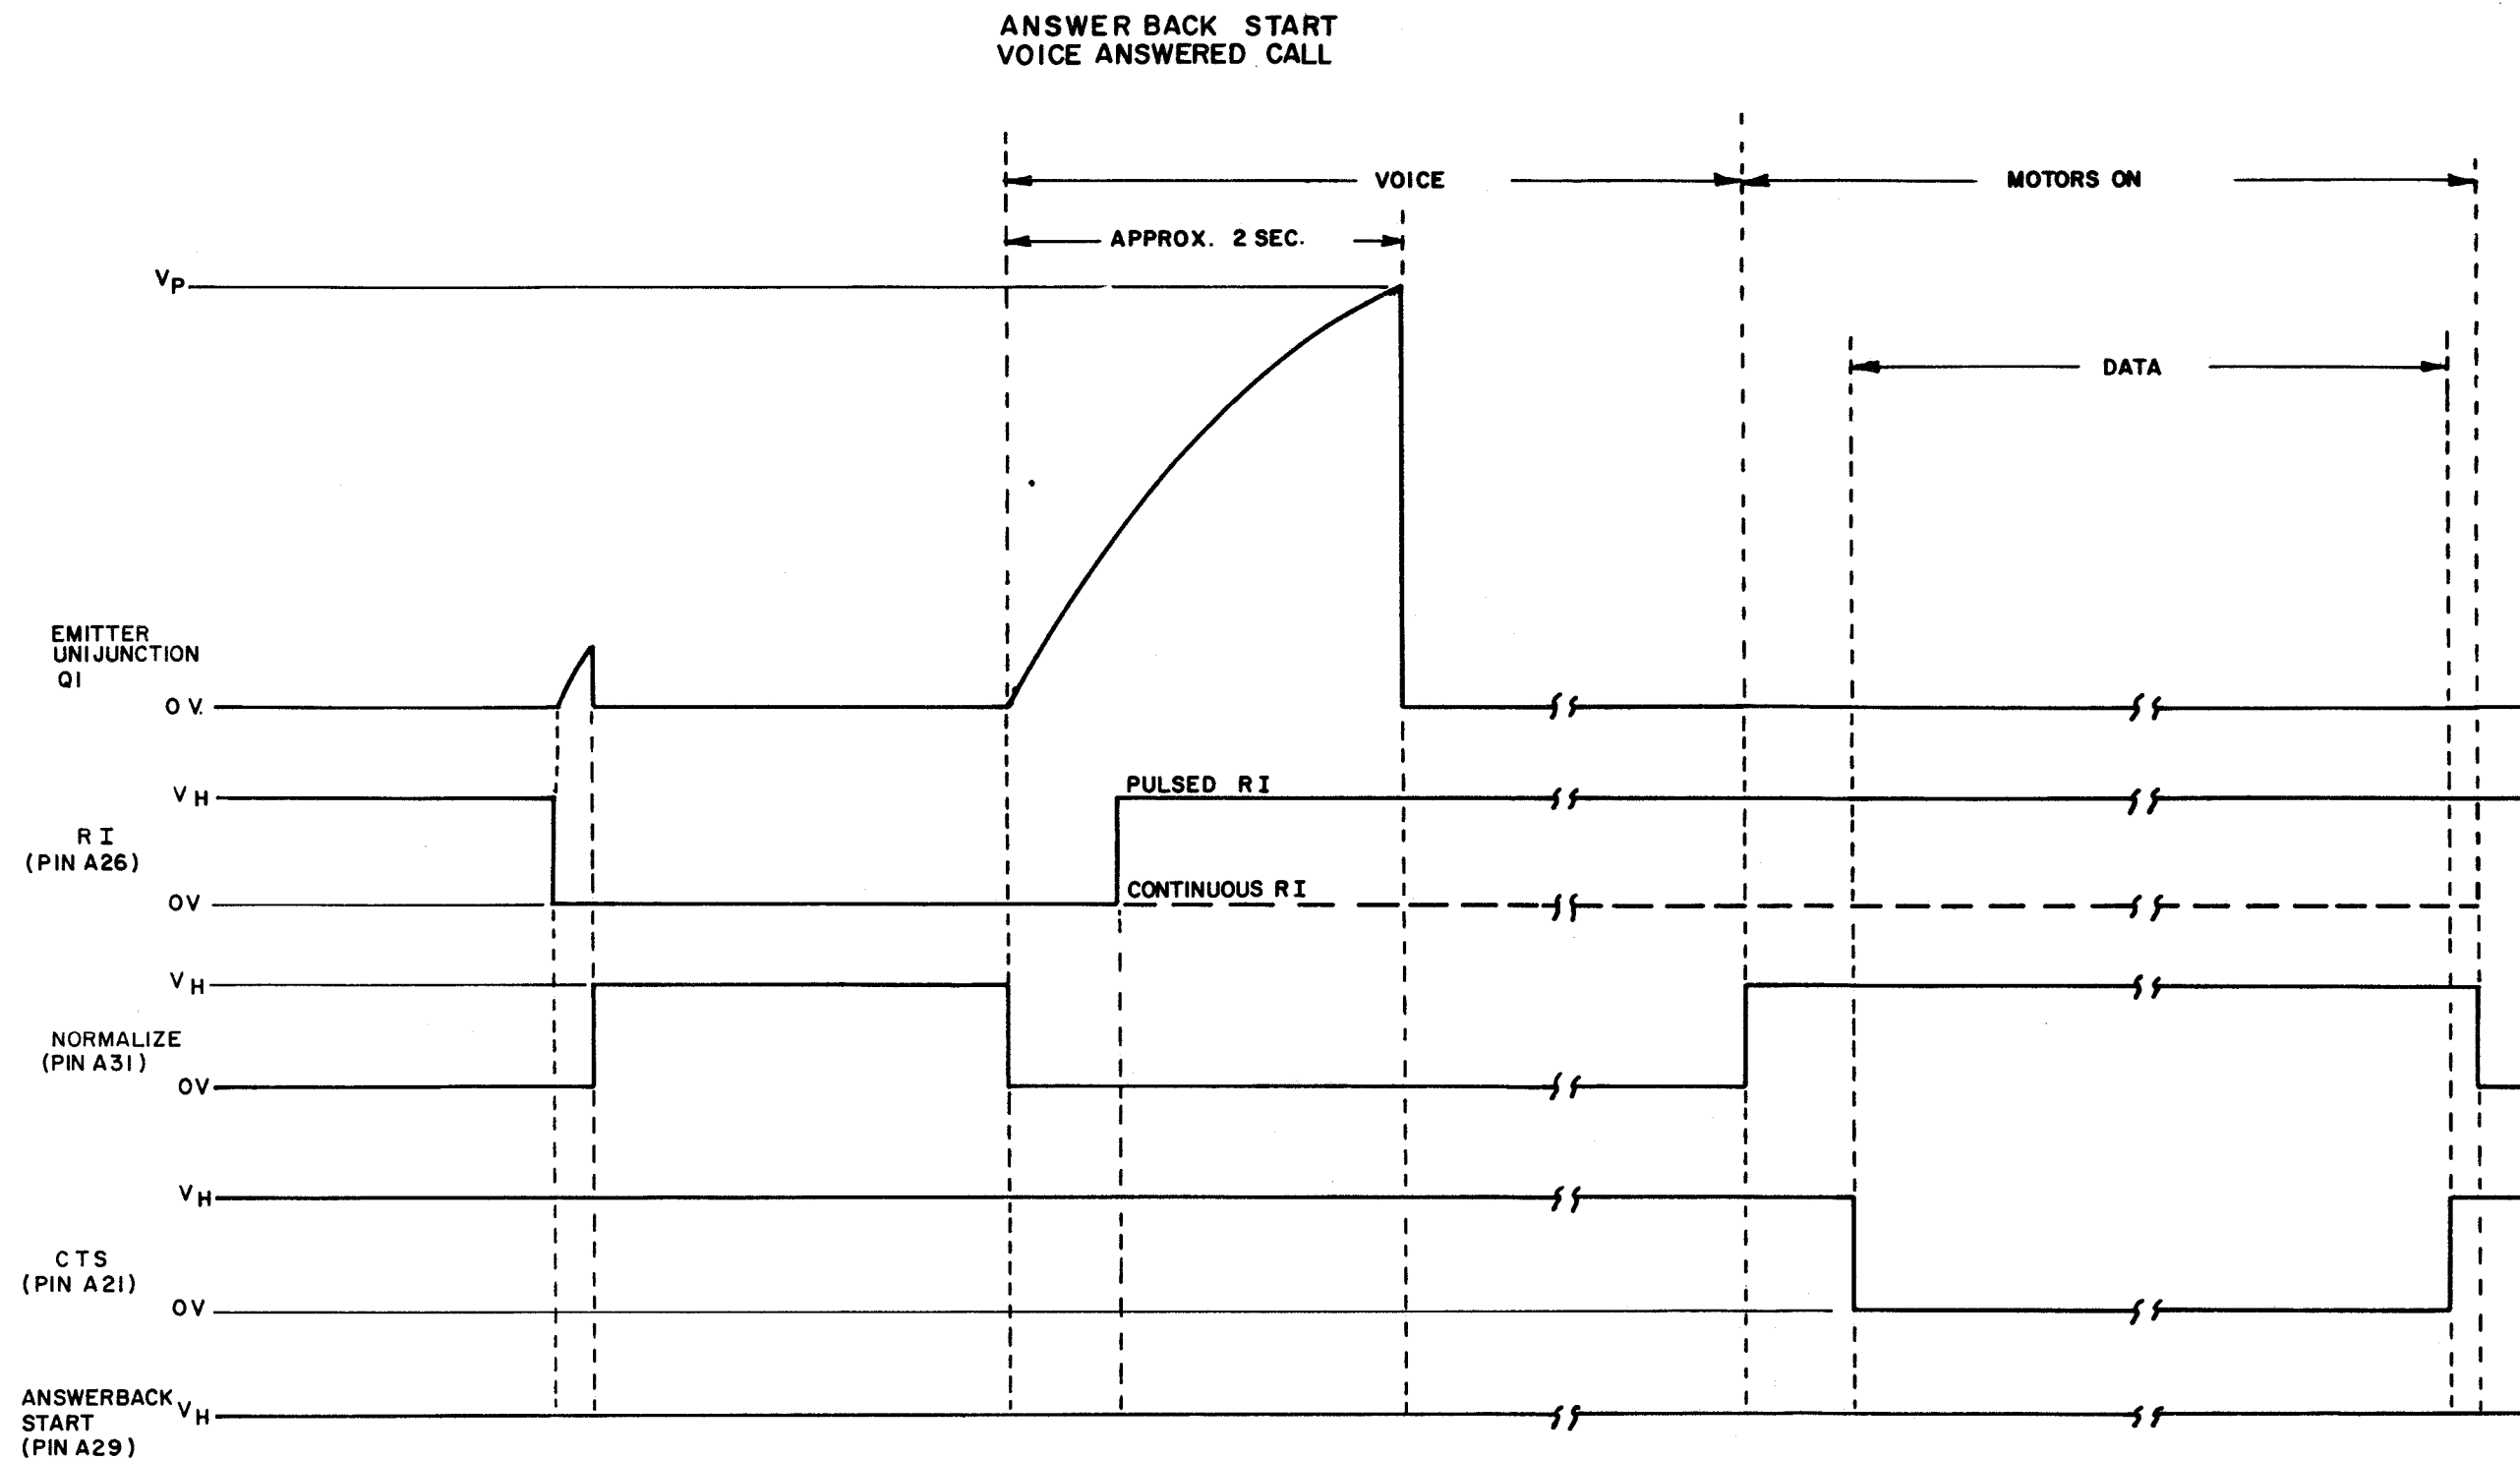 ANSWER BACK START
VOICE ANSWERED CALL
VOICE
MOTORS ON
APPROX. 2 SEC.
VP
DATA
EMITTER
UNIJUNCTION
Q1
0 V.
VH
PULSED RI
RI
(PIN A26)
CONTINUOUS RI
0V
VH
NORMALIZE
(PIN A31)
0V
VH
CTS
(PIN A21)
0V
ANSWERBACK
VH
START
(PIN A29)